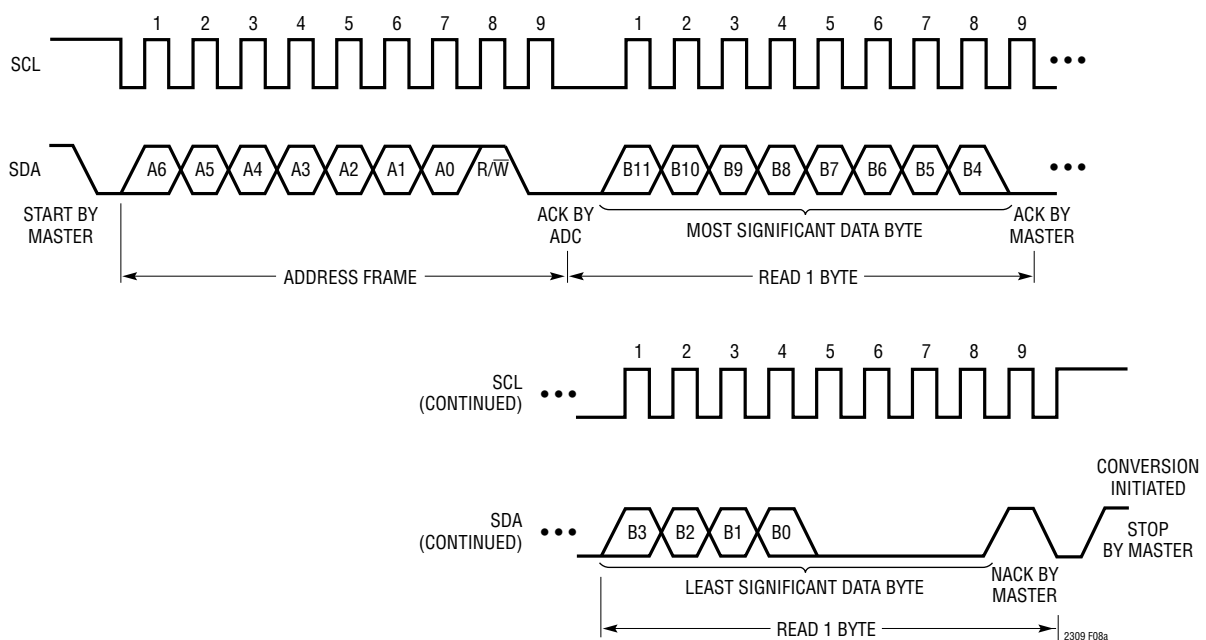 1 2 3 4 5 6 7 8 9 1 2 3 4 5 6 7 8 9
SCL •••
SDA A6 A5 A4 A3 A2 A1 A0 R/W̅ B11 B10 B9 B8 B7 B6 B5 B4 •••
START BY
MASTER
ACK BY
ADC
MOST SIGNIFICANT DATA BYTE
ACK BY
MASTER
ADDRESS FRAME
READ 1 BYTE
1 2 3 4 5 6 7 8 9
SCL
(CONTINUED) •••
CONVERSION
INITIATED
SDA
(CONTINUED) ••• B3 B2 B1 B0
STOP
BY MASTER
LEAST SIGNIFICANT DATA BYTE
NACK BY
MASTER
READ 1 BYTE
2309 F08a